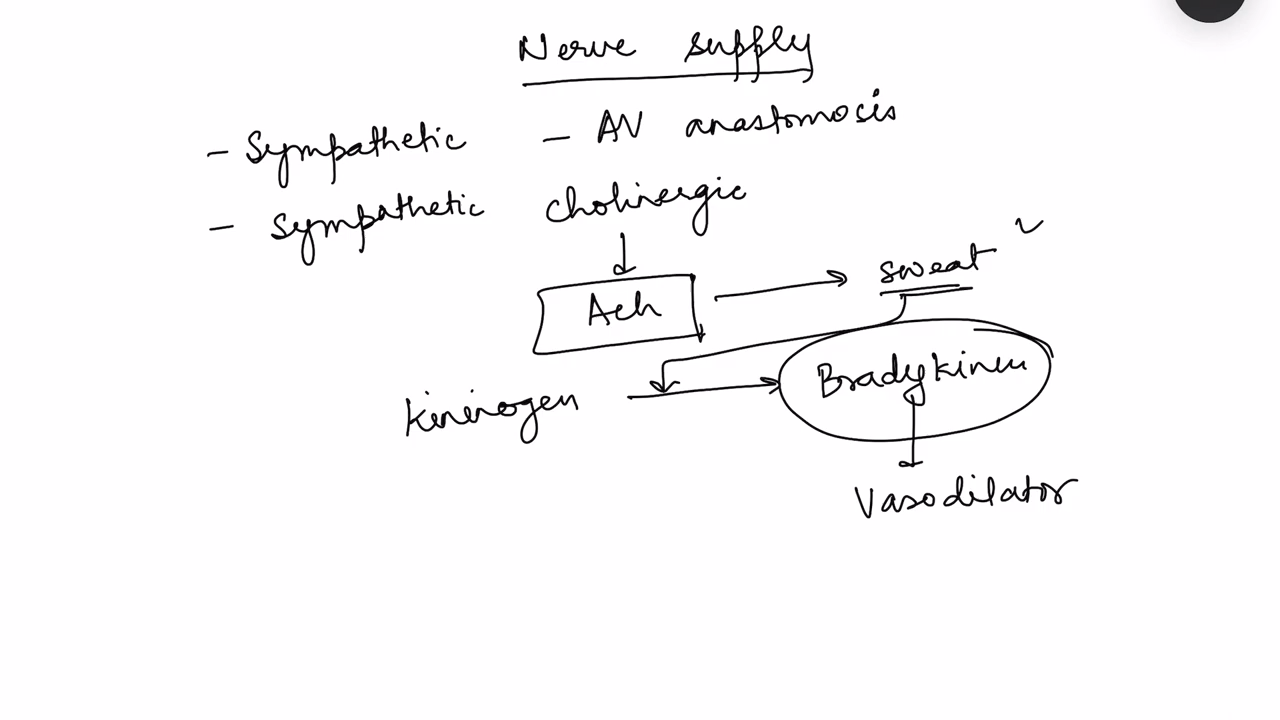 Nerve supply
- Sympathetic - AV anastomosis
- Sympathetic cholinergic
Ach → sweat
Kininogen → Bradykinin
Vasodilator